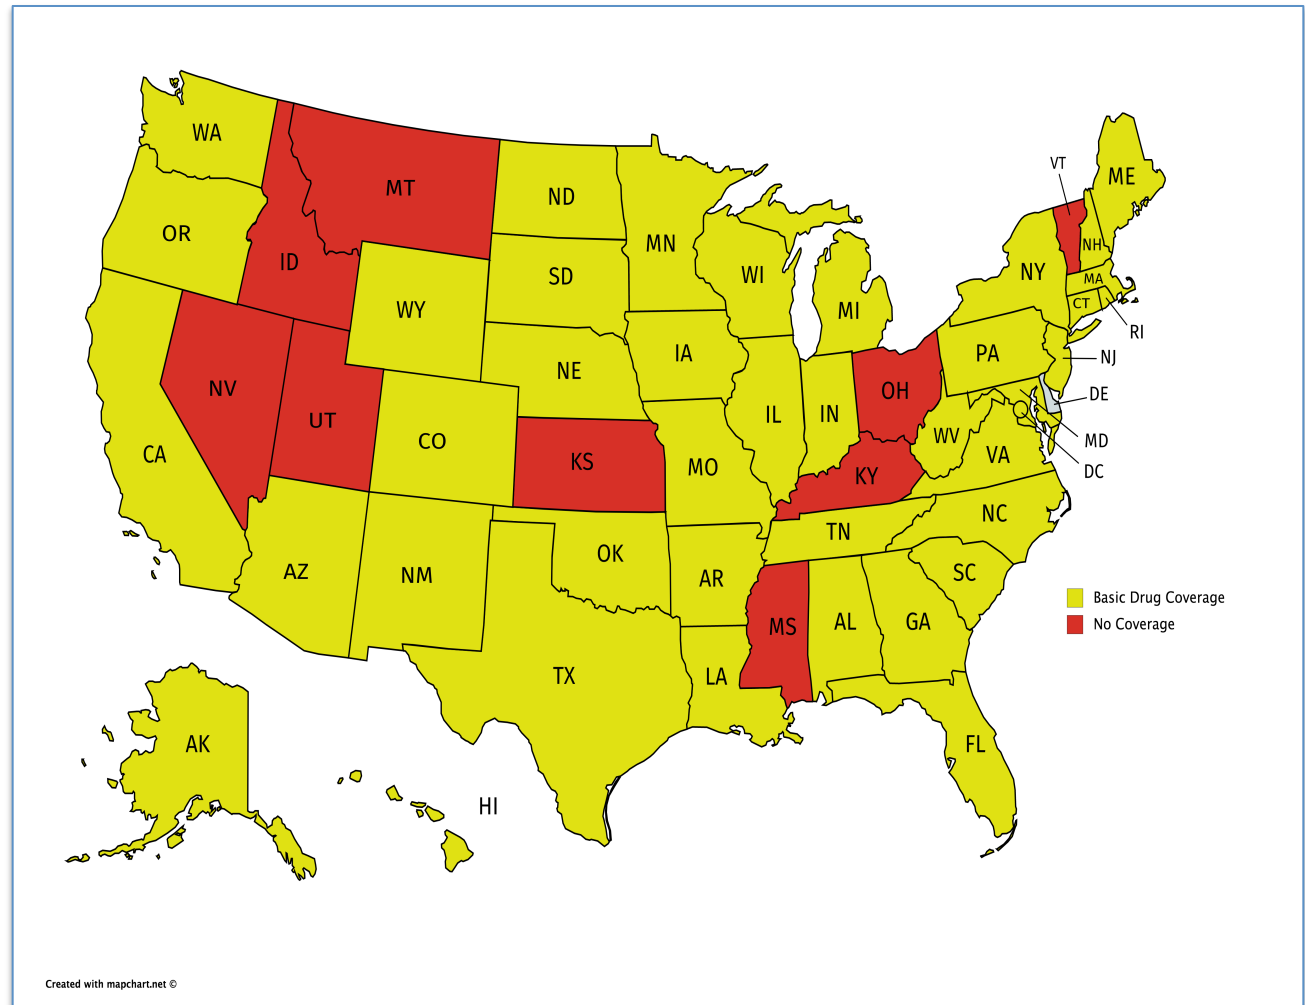 WA
MT
ND
MN
VT
ME
OR
ID
SD
WI
NH
NY
MA
WY
MI
CT
RI
NE
IA
PA
NJ
NV
UT
OH
DE
CO
IL
IN
WV
MD
CA
KS
MO
KY
VA
DC
NC
TN
OK
AZ
NM
AR
SC
Basic Drug Coverage
No Coverage
MS
AL
GA
TX
LA
AK
FL
HI
Created with mapchart.net ©